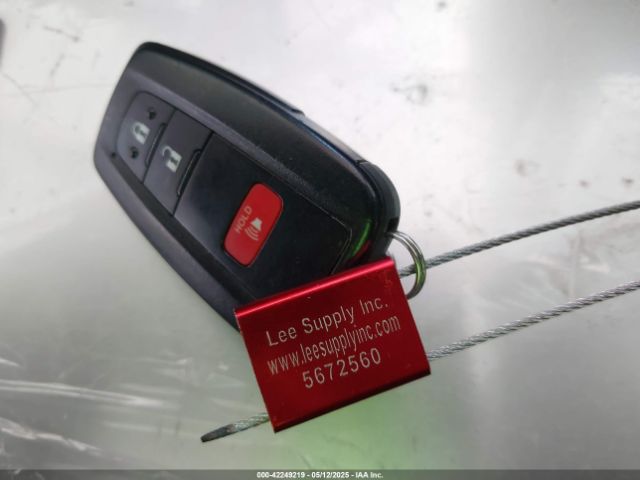 HOLD
Lee Supply Inc.
www.leesupplyinc.com
5672560
000-42249219 - 05/12/2025 - IAA Inc.